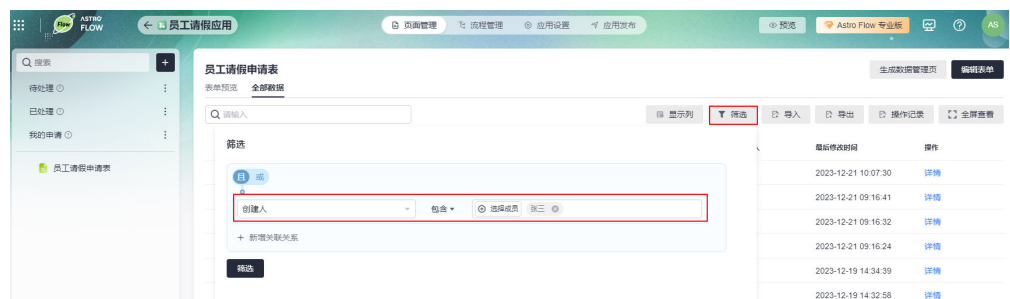 Flow ASTRO FLOW 员工请假应用 页面管理 流程管理 应用设置 应用发布 预览 Astro Flow 专业版 AS
搜索
员工请假申请表 生成数据管理页 编辑表单
待处理
表单预览 全部数据
已处理
请输入 显示列 筛选 导入 导出 操作记录 全屏查看
我的申请
筛选 最后修改时间 操作
员工请假申请表
且 或
2023-12-21 10:07:30 详情
2023-12-21 09:16:41 详情
创建人 包含 选择成员 张三
2023-12-21 09:16:32 详情
+ 新增关联关系
2023-12-21 09:16:24 详情
筛选
2023-12-19 14:34:39 详情
2023-12-19 14:32:58 详情